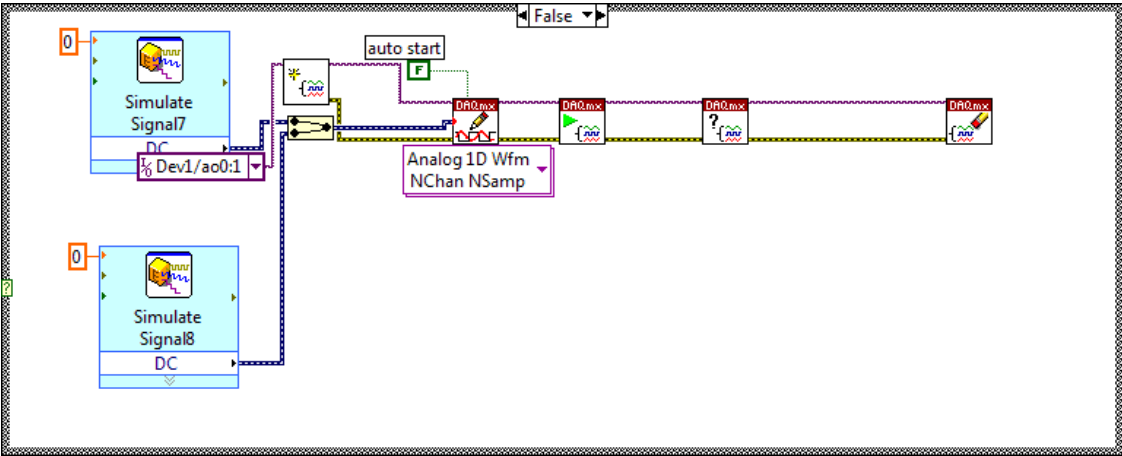 False
0
auto start
F
Simulate
Signal7
DC
I/O Dev1/ao0:1
DAQmx
DAQmx
?
DAQmx
DAQmx
Analog 1D Wfm
NChan NSamp
0
?
Simulate
Signal8
DC